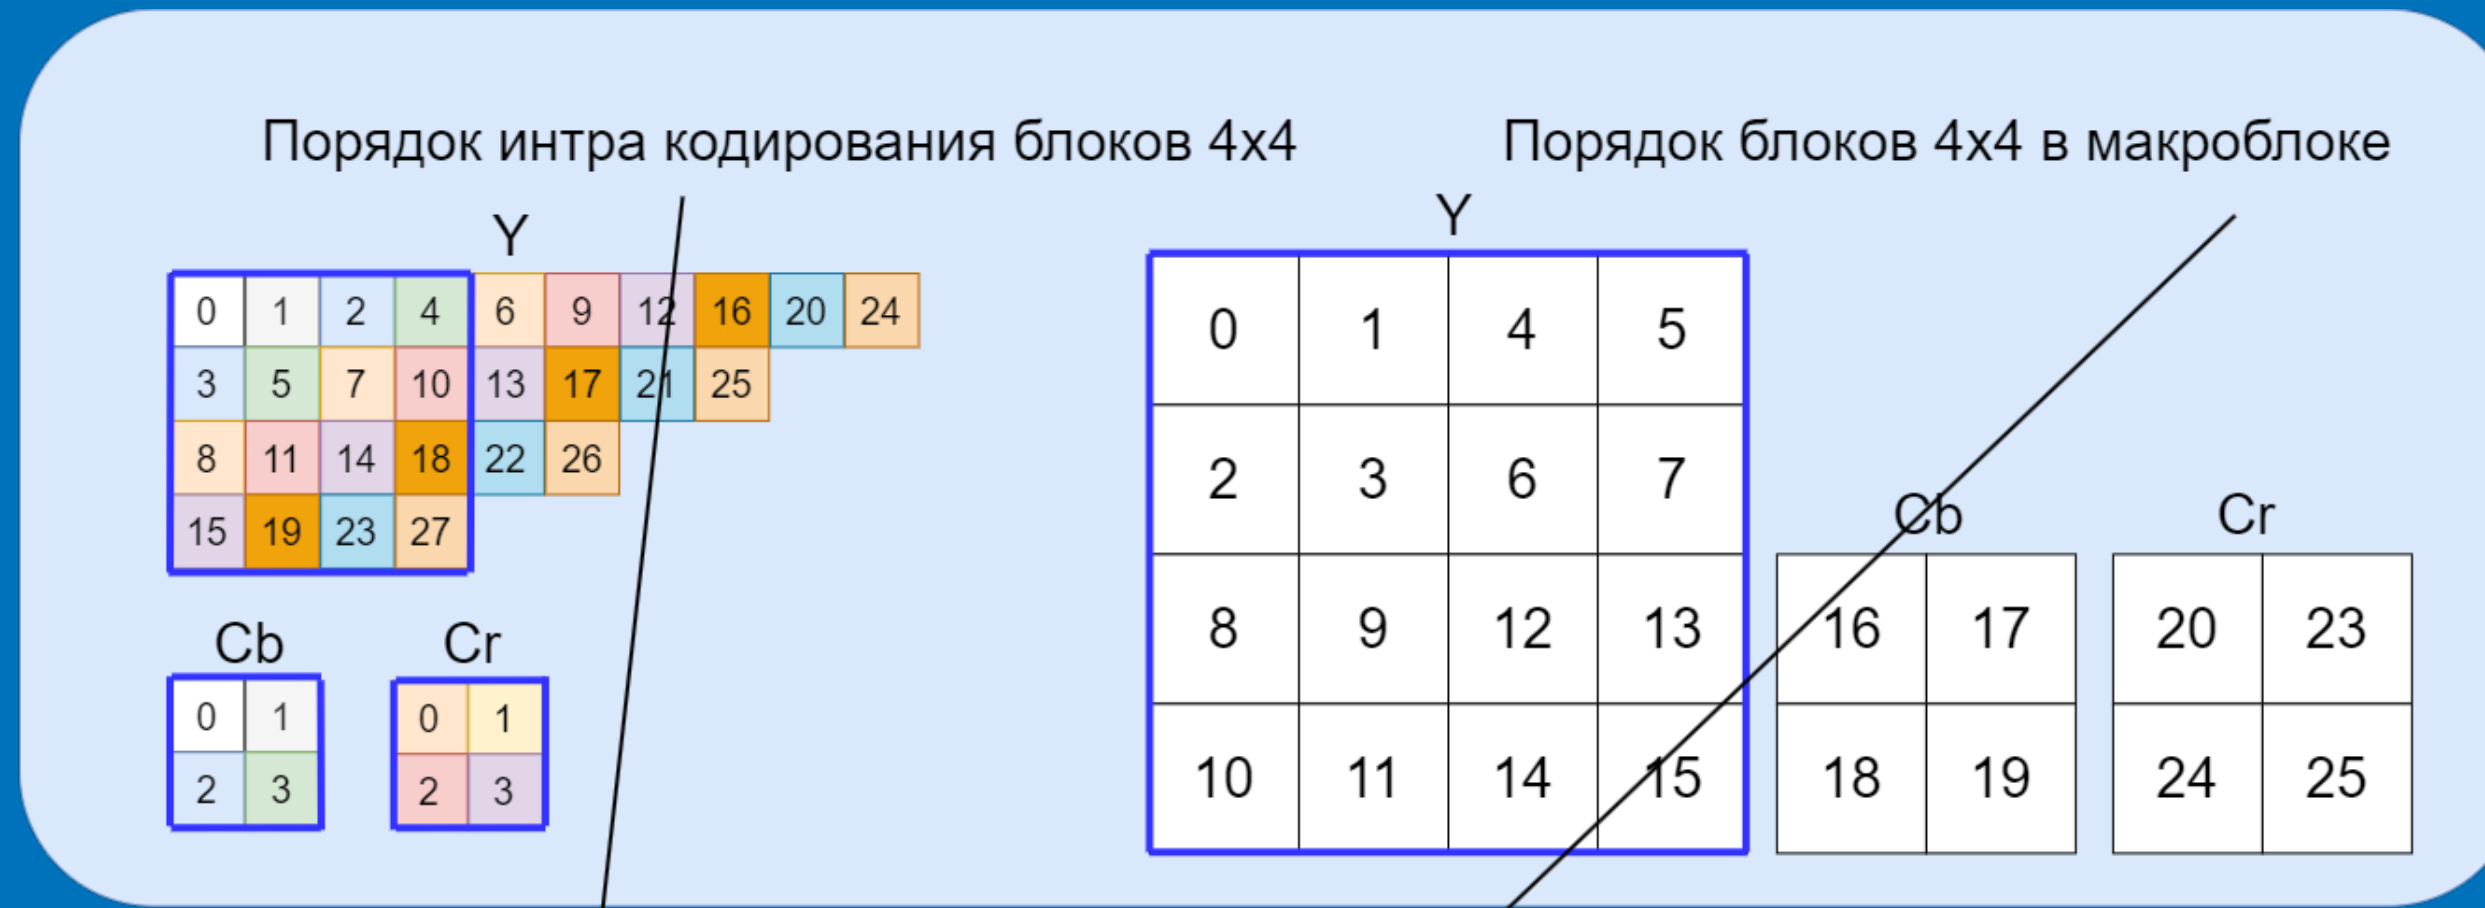 Порядок интра кодирования блоков 4x4
Y
0 1 2 4 6 9 12 16 20 24
3 5 7 10 13 17 21 25
8 11 14 18 22 26
15 19 23 27
Cb Cr
0 1 0 1
2 3 2 3
Порядок блоков 4x4 в макроблоке
Y
0 1 4 5
2 3 6 7
8 9 12 13
10 11 14 15
Cb
16 17
18 19
Cr
20 23
24 25